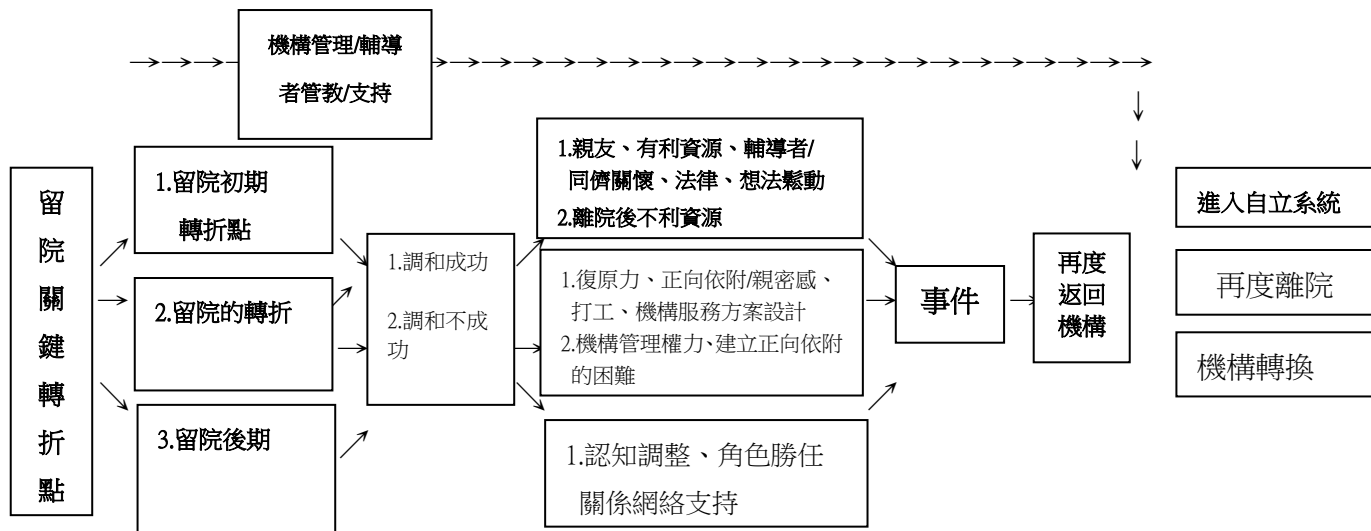 機構管理/輔導
者管教/支持
留
院
關
鍵
轉
折
點
1.留院初期
轉折點
2.留院的轉折
3.留院後期
1.調和成功
2.調和不成
功
1.親友、有利資源、輔導者/
同儕關懷、法律、想法鬆動
2.離院後不利資源
1.復原力、正向依附/親密感、
打工、機構服務方案設計
2.機構管理權力、建立正向依附
的困難
1.認知調整、角色勝任
關係網絡支持
事件
再度
返回
機構
進入自立系統
再度離院
機構轉換